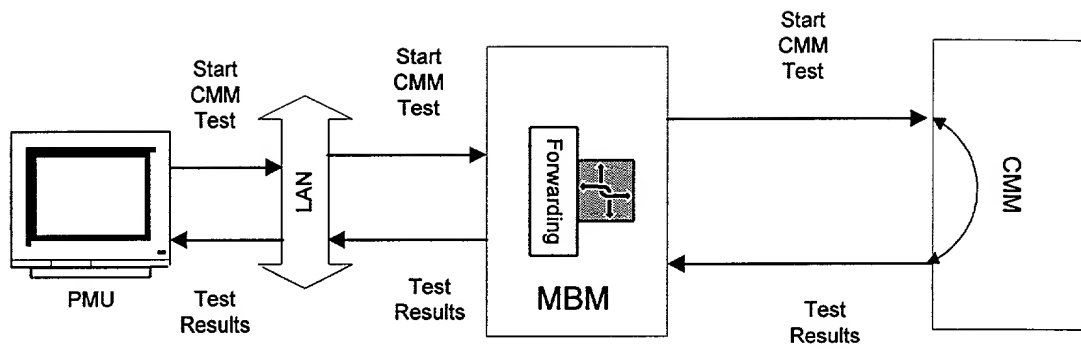 Start
CMM
Test
Start
CMM
Test
Start
CMM
Test
LAN
Forwarding
CMM
MBM
PMU
Test
Results
Test
Results
Test
Results